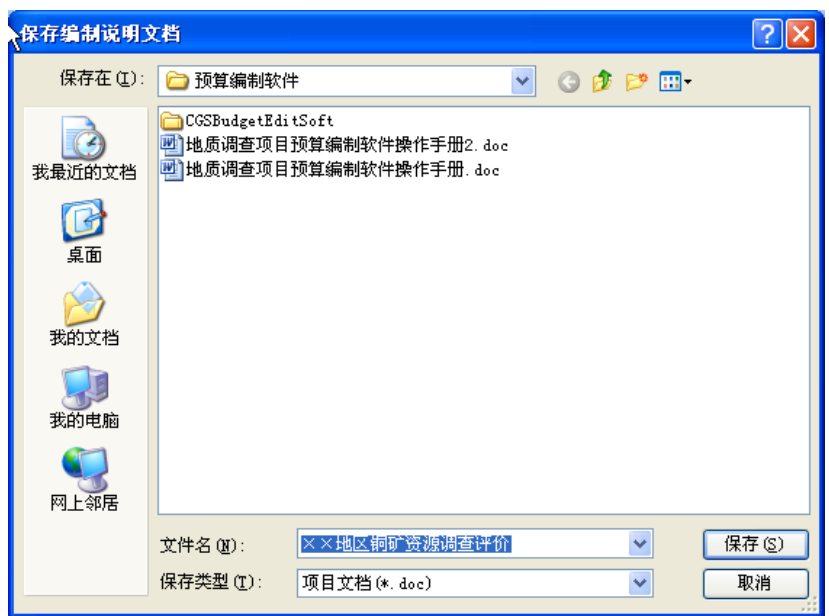 保存编制说明文档
保存在(I):
预算编制软件
我最近的文档
桌面
我的文档
我的电脑
网上邻居
CGSBudgetEditSoft
地质调查项目预算编制软件操作手册2.doc
地质调查项目预算编制软件操作手册.doc
文件名(N):
××地区铜矿资源调查评价
保存(S)
保存类型(T):
项目文档(*.doc)
取消